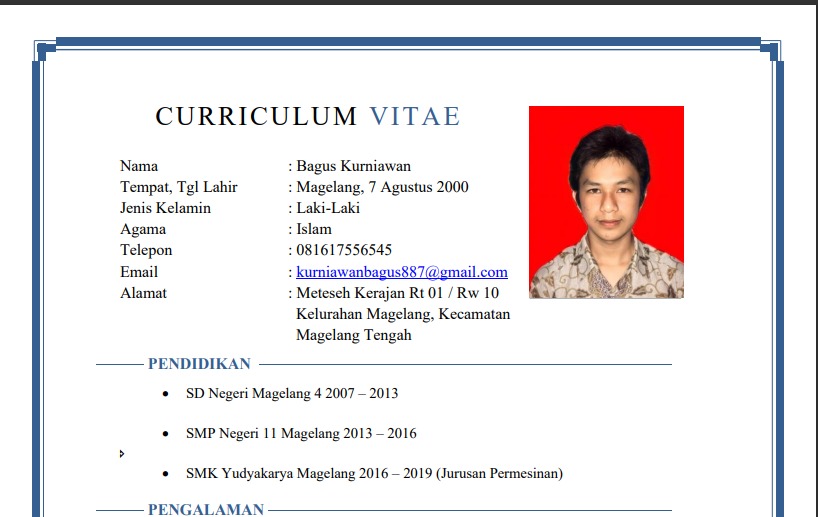 CURRICULUM VITAE
Nama : Bagus Kurniawan
Tempat, Tgl Lahir : Magelang, 7 Agustus 2000
Jenis Kelamin : Laki-Laki
Agama : Islam
Telepon : 081617556545
Email : kurniawanbagus887@gmail.com
Alamat : Meteseh Kerajan Rt 01 / Rw 10
Kelurahan Magelang, Kecamatan
Magelang Tengah
PENDIDIKAN
• SD Negeri Magelang 4 2007 – 2013
• SMP Negeri 11 Magelang 2013 – 2016
• SMK Yudyakarya Magelang 2016 – 2019 (Jurusan Permesinan)
PENGALAMAN